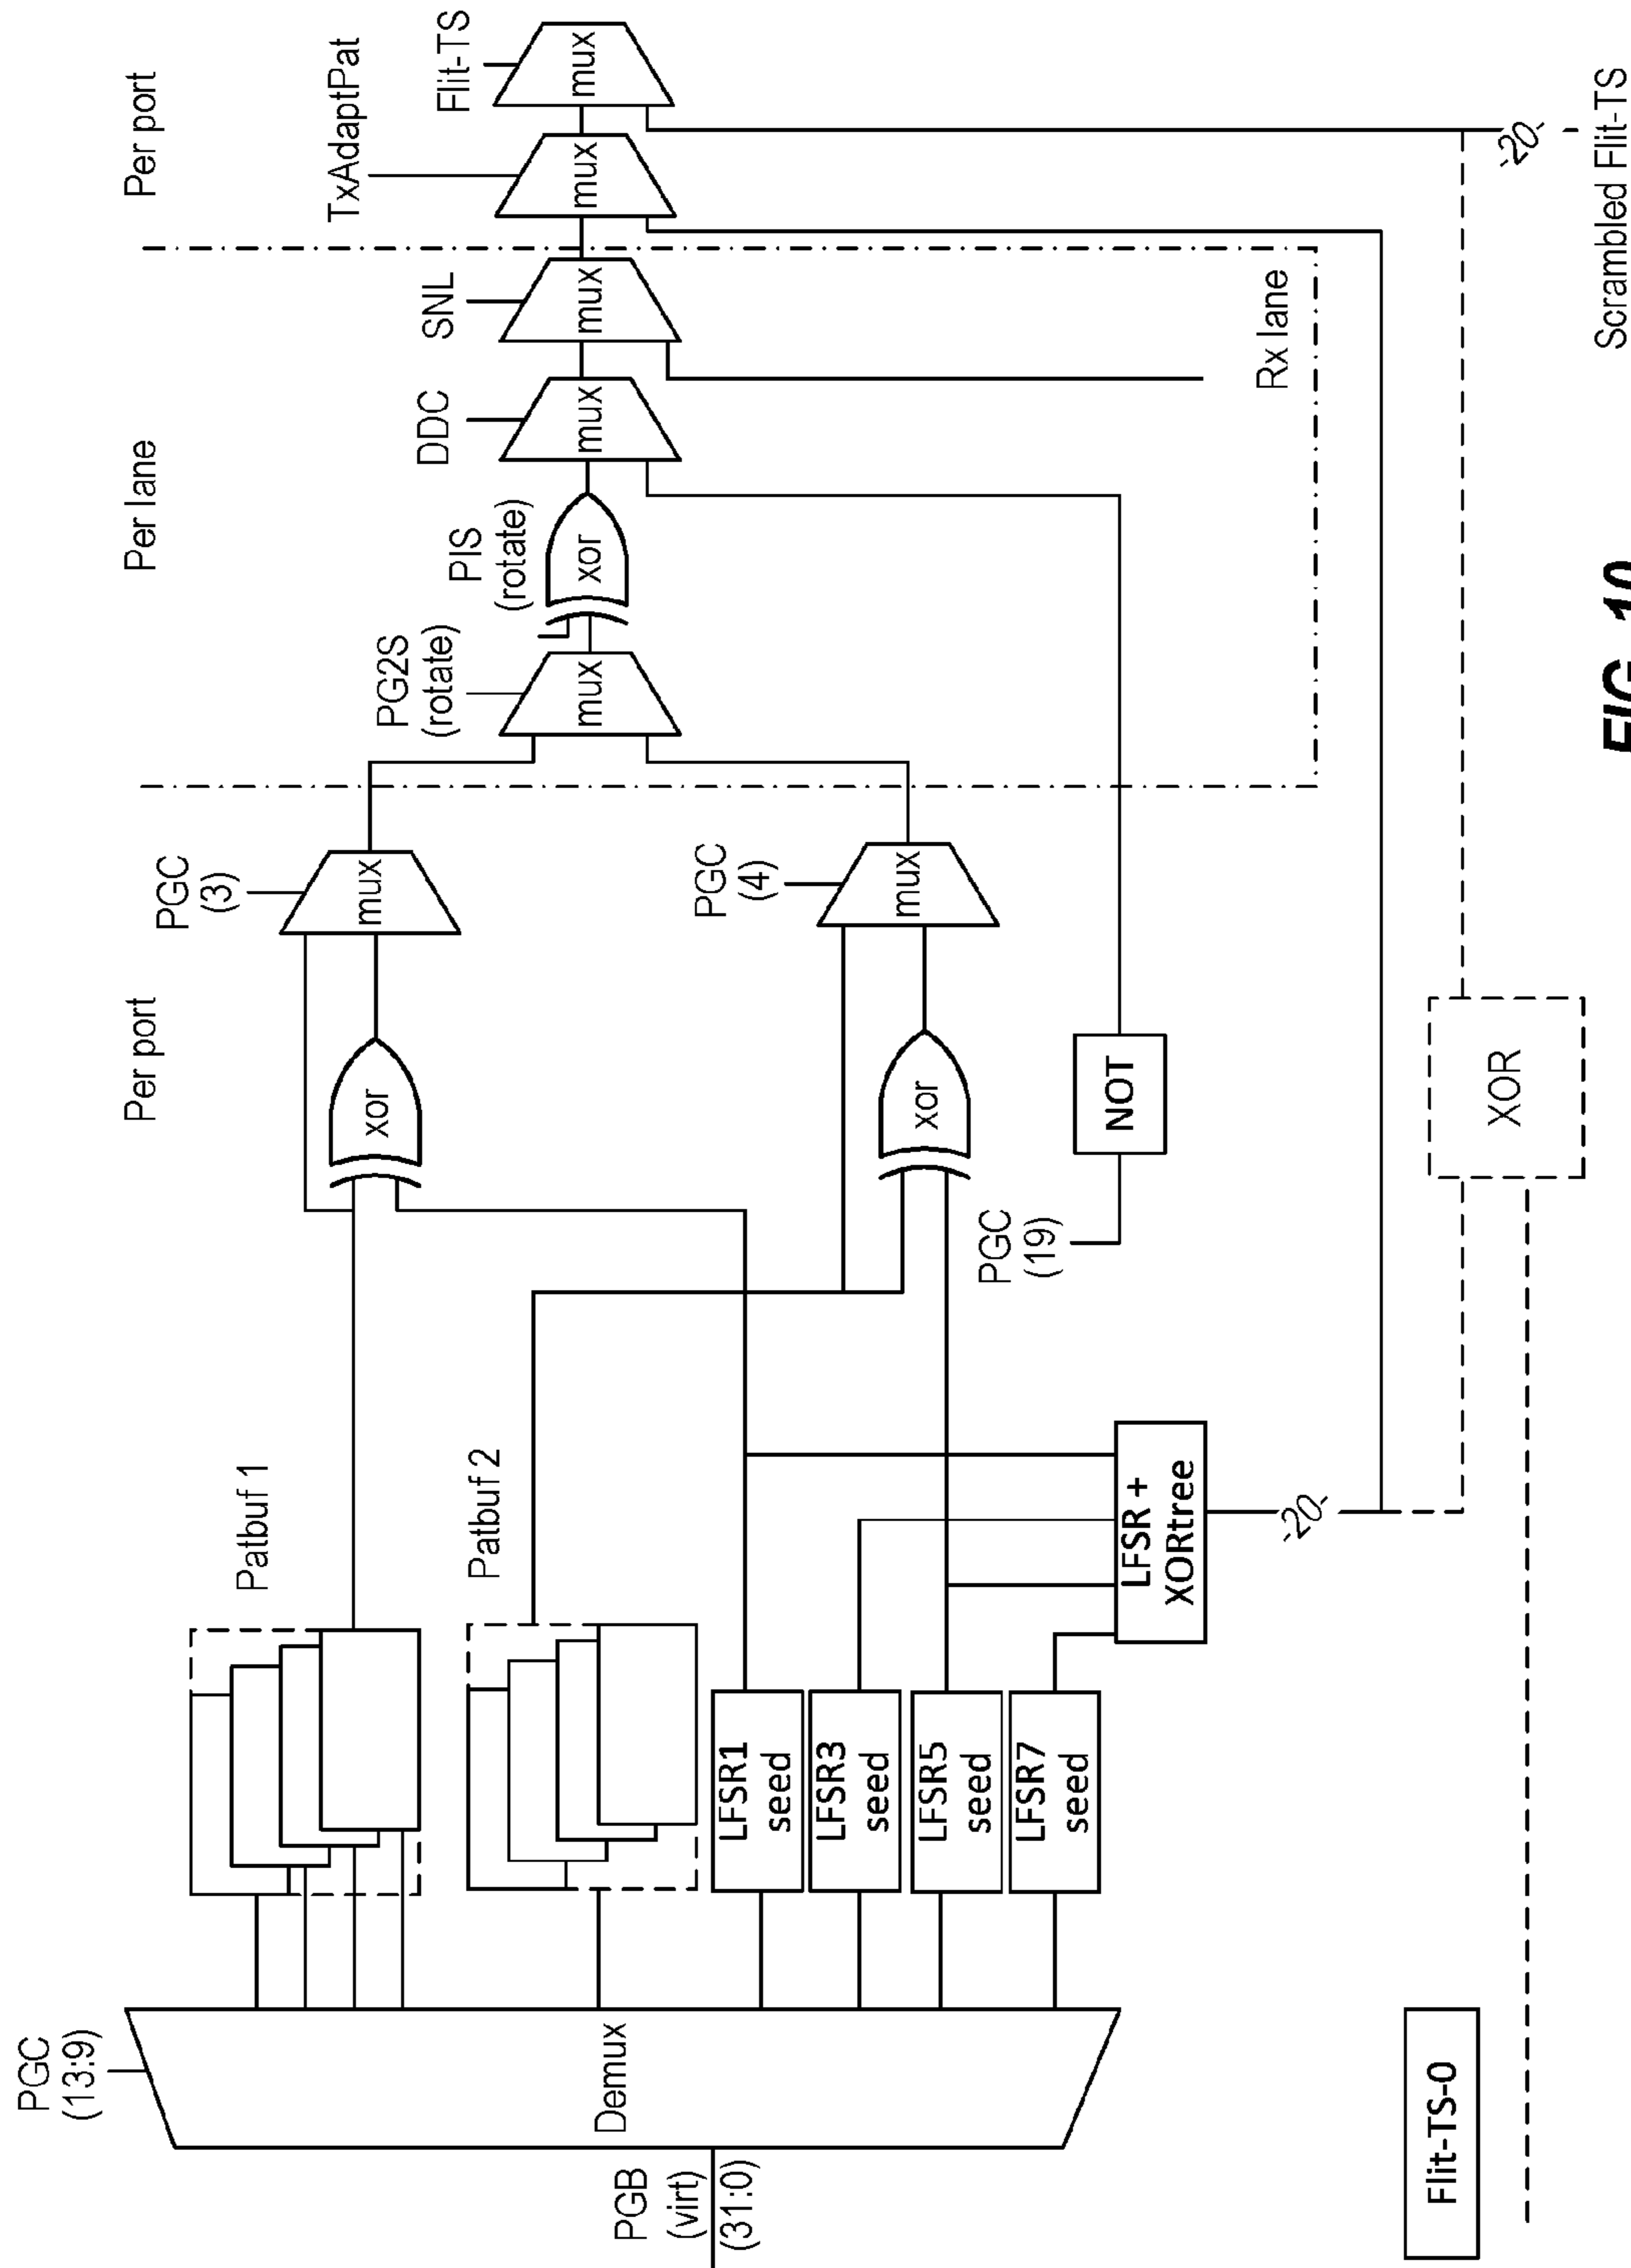 PGB
(virt)
(31:0)
PGC
(13:9)
Demux
Flit-TS-0
Patbuf 1
Patbuf 2
LFSR1
seed
LFSR3
seed
LFSR5
seed
LFSR7
seed
LFSR +
XORtree
-20-
Per port
xor
xor
PGC
(19)
NOT
XOR
PGC
(3)
mux
PGC
(4)
mux
Per lane
PG2S
(rotate)
mux
PIS
(rotate)
xor
DDC
mux
SNL
mux
Rx lane
Per port
TxAdaptPat
mux
Flit-TS
mux
-20-
Scrambled Flit-TS